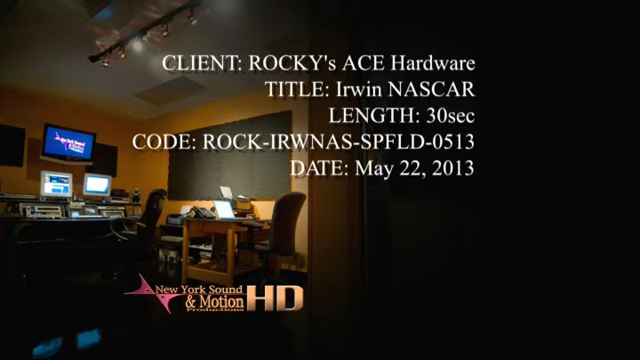 CLIENT: ROCKY's ACE Hardware
TITLE: Irwin NASCAR
LENGTH: 30sec
CODE: ROCK-IRWNAS-SPFLD-0513
DATE: May 22, 2013
New York Sound
& Motion
Productions
HD